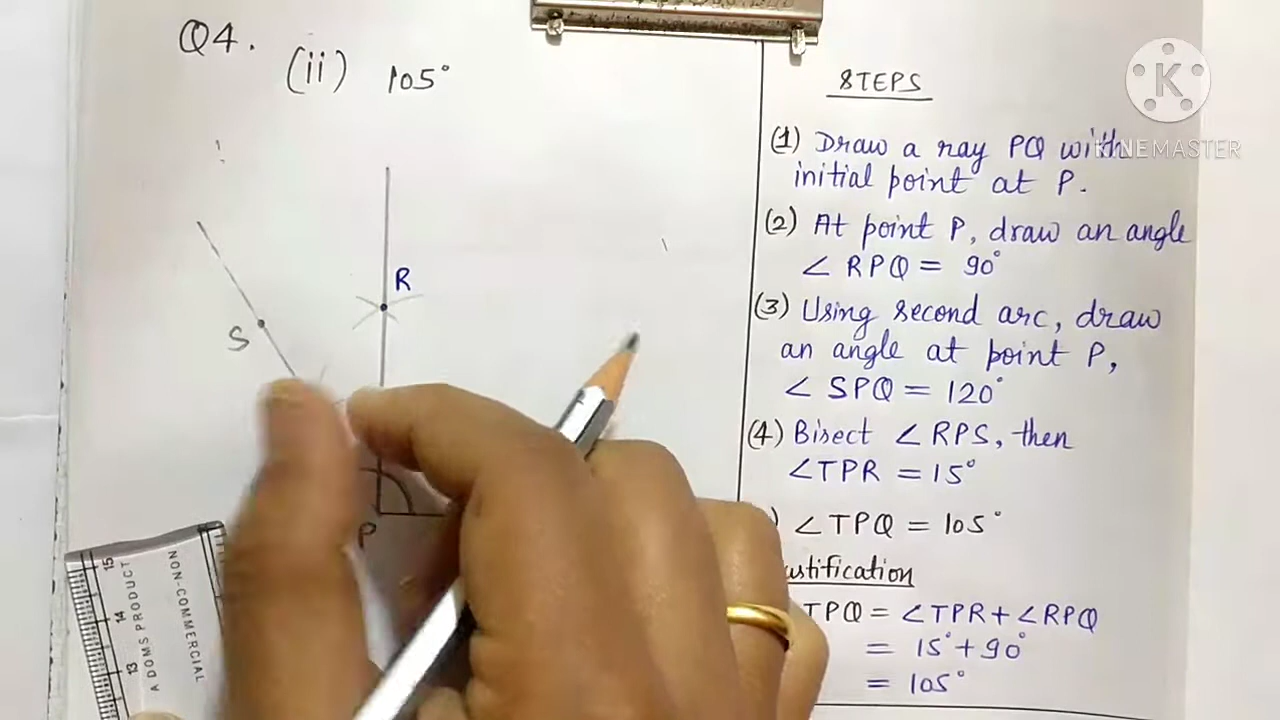 Q4.
(ii) 105°
R
S
P
15
14
13
A DOMS PRODUCT
NON-COMMERCIAL
K
KINEMASTER
STEPS
(1) Draw a ray PQ with
initial point at P.
(2) At point P, draw an angle
∠ RPQ = 90°
(3) Using second arc, draw
an angle at point P,
∠ SPQ = 120°
(4) Bisect ∠RPS, then
∠TPR = 15°
) ∠TPQ = 105°
ustification
TPQ = ∠TPR + ∠RPQ
= 15° + 90°
= 105°